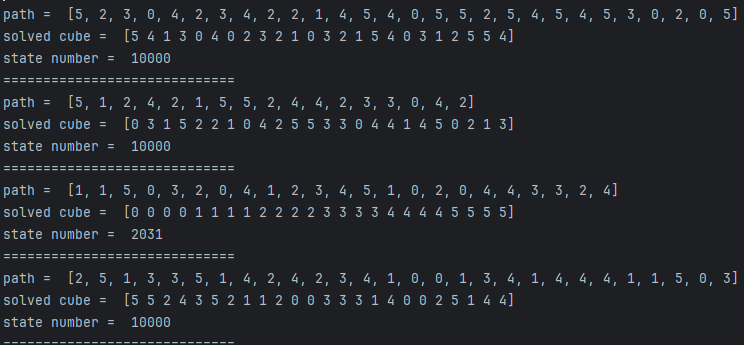 path =  [5, 2, 3, 0, 4, 2, 3, 4, 2, 2, 1, 4, 5, 4, 0, 5, 5, 2, 5, 4, 5, 4, 5, 3, 0, 2, 0, 5]
solved cube =  [5 4 1 3 0 4 0 2 3 2 1 0 3 2 1 5 4 0 3 1 2 5 5 4]
state number =  10000
=============================
path =  [5, 1, 2, 4, 2, 1, 5, 5, 2, 4, 4, 2, 3, 3, 0, 4, 2]
solved cube =  [0 3 1 5 2 2 1 0 4 2 5 5 3 3 0 4 4 1 4 5 0 2 1 3]
state number =  10000
=============================
path =  [1, 1, 5, 0, 3, 2, 0, 4, 1, 2, 3, 4, 5, 1, 0, 2, 0, 4, 4, 3, 3, 2, 4]
solved cube =  [0 0 0 0 1 1 1 1 2 2 2 2 3 3 3 3 4 4 4 4 5 5 5 5]
state number =  2031
=============================
path =  [2, 5, 1, 3, 3, 5, 1, 4, 2, 4, 2, 3, 4, 1, 0, 0, 1, 3, 4, 1, 4, 4, 4, 1, 1, 5, 0, 3]
solved cube =  [5 5 2 4 3 5 2 1 1 2 0 0 3 3 3 1 4 0 0 2 5 1 4 4]
state number =  10000
=============================